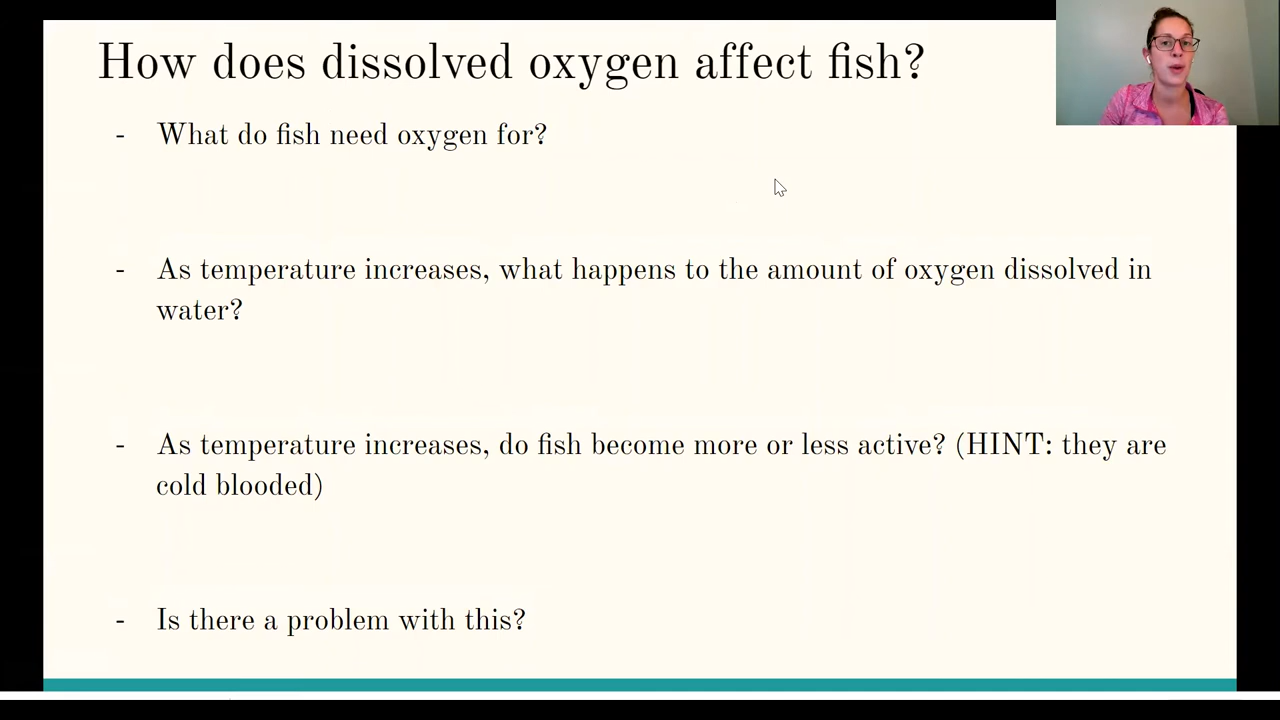 How does dissolved oxygen affect fish?
- What do fish need oxygen for?
- As temperature increases, what happens to the amount of oxygen dissolved in
water?
- As temperature increases, do fish become more or less active? (HINT: they are
cold blooded)
- Is there a problem with this?